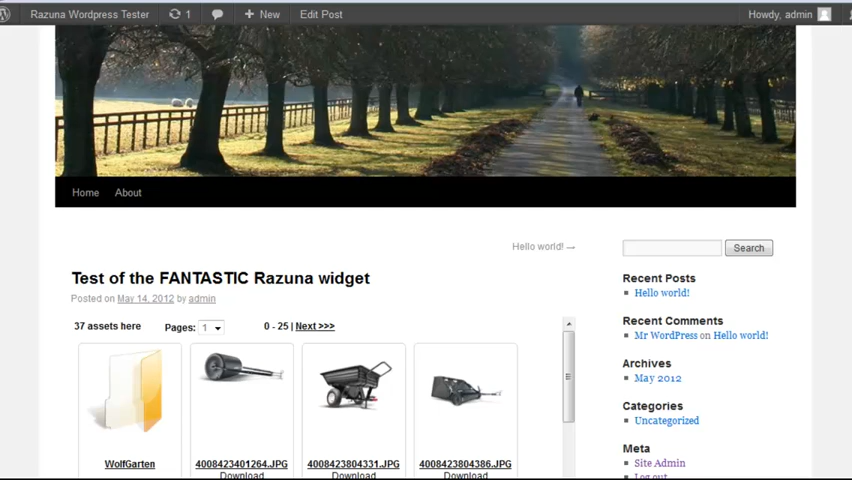 Razuna Wordpress Tester 1 New Edit Post Howdy, admin
Home About
Hello world! →
Search
Test of the FANTASTIC Razuna widget
Posted on May 14, 2012 by admin
37 assets here Pages: 1 0 - 25 | Next >>>
WolfGarten
4008423401264.JPG
Download
4008423804331.JPG
Download
4008423804386.JPG
Download
Recent Posts
Hello world!
Recent Comments
Mr WordPress on Hello world!
Archives
May 2012
Categories
Uncategorized
Meta
Site Admin
Log out